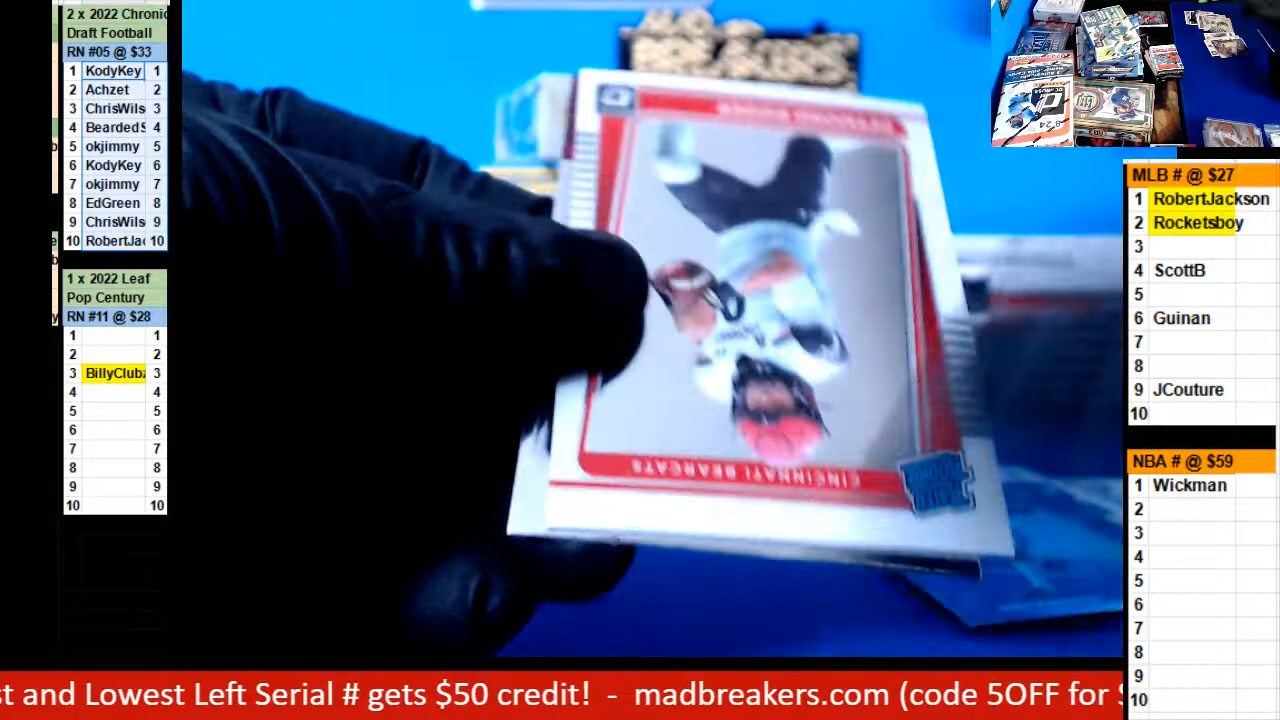 2 x 2022 Chronic
Draft Football
RN #05 @ $33
1 KodyKey 1
2 Achzet 2
3 ChrisWils 3
4 BeardedS 4
5 okjimmy 5
6 KodyKey 6
7 okjimmy 7
8 EdGreen 8
9 ChrisWils 9
10 RobertJac 10
1 x 2022 Leaf
Pop Century
RN #11 @ $28
1 1
2 2
3 BillyClubz 3
4 4
5 5
6 6
7 7
8 8
9 9
10 10
CINCINNATI BEARCATS
MLB # @ $27
1 RobertJackson
2 Rocketsboy
3
4 ScottB
5
6 Guinan
7
8
9 JCouture
10
NBA # @ $59
1 Wickman
2
3
4
5
6
7
8
9
10
st and Lowest Left Serial # gets $50 credit! - madbreakers.com (code 5OFF for $